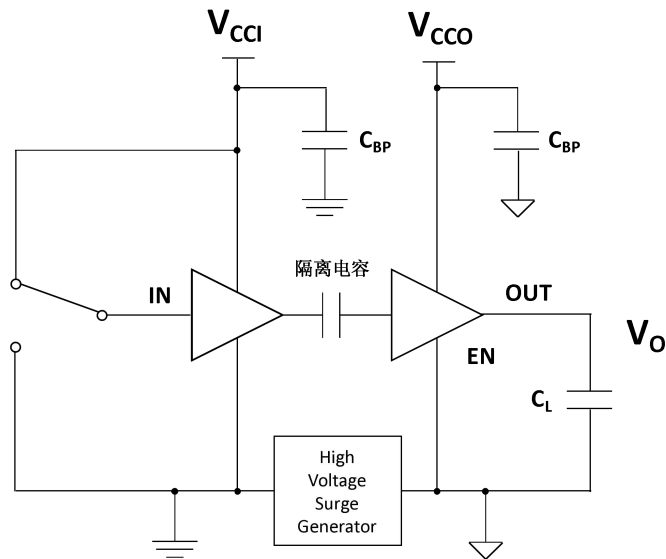 VCCI
VCCO
CBP
CBP
隔离电容
IN
OUT
VO
EN
CL
High
Voltage
Surge
Generator